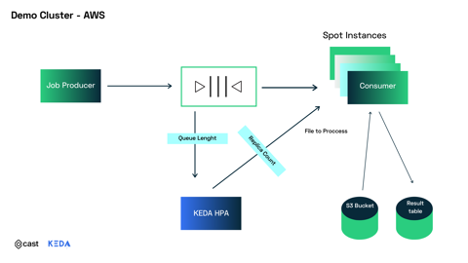 Demo Cluster - AWS
Spot Instances
Job Producer
Consumer
Queue Lenght
Replica Count
File to Proccess
KEDA HPA
S3 Bucket
Result
table
cast
KEDA